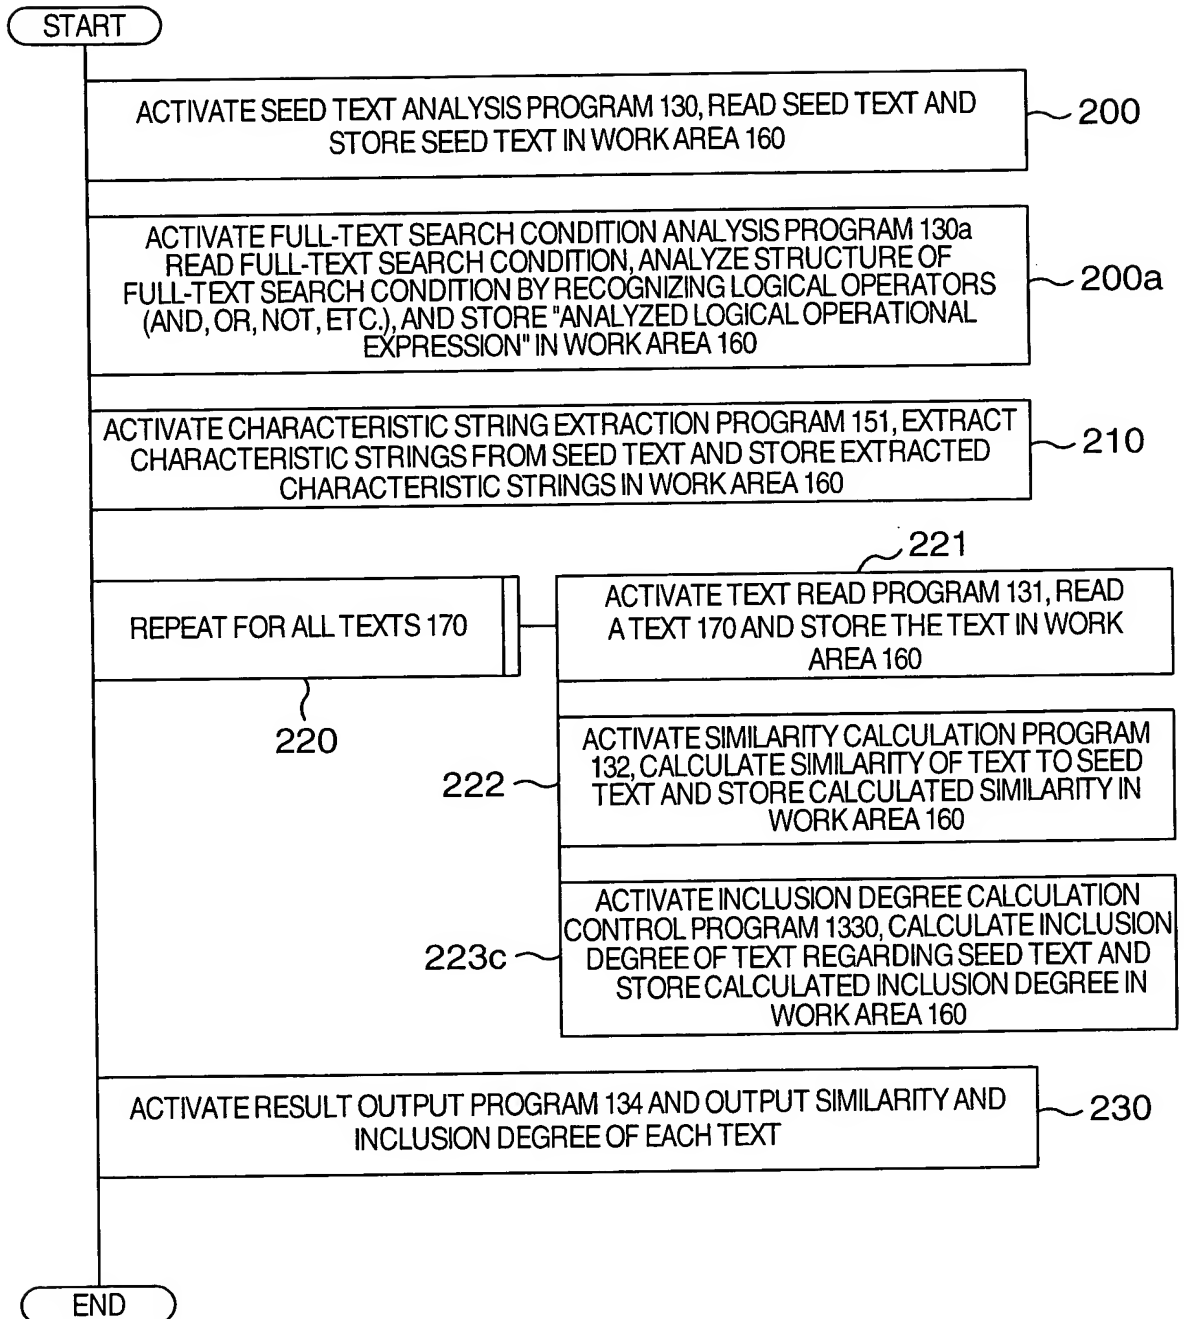 START
ACTIVATE SEED TEXT ANALYSIS PROGRAM 130, READ SEED TEXT AND
STORE SEED TEXT IN WORK AREA 160
200
ACTIVATE FULL-TEXT SEARCH CONDITION ANALYSIS PROGRAM 130a
READ FULL-TEXT SEARCH CONDITION, ANALYZE STRUCTURE OF
FULL-TEXT SEARCH CONDITION BY RECOGNIZING LOGICAL OPERATORS
(AND, OR, NOT, ETC.), AND STORE "ANALYZED LOGICAL OPERATIONAL
EXPRESSION" IN WORK AREA 160
200a
ACTIVATE CHARACTERISTIC STRING EXTRACTION PROGRAM 151, EXTRACT
CHARACTERISTIC STRINGS FROM SEED TEXT AND STORE EXTRACTED
CHARACTERISTIC STRINGS IN WORK AREA 160
210
REPEAT FOR ALL TEXTS 170
220
221
ACTIVATE TEXT READ PROGRAM 131, READ
A TEXT 170 AND STORE THE TEXT IN WORK
AREA 160
ACTIVATE SIMILARITY CALCULATION PROGRAM
132, CALCULATE SIMILARITY OF TEXT TO SEED
TEXT AND STORE CALCULATED SIMILARITY IN
WORK AREA 160
222
ACTIVATE INCLUSION DEGREE CALCULATION
CONTROL PROGRAM 1330, CALCULATE INCLUSION
DEGREE OF TEXT REGARDING SEED TEXT AND
STORE CALCULATED INCLUSION DEGREE IN
WORK AREA 160
223c
ACTIVATE RESULT OUTPUT PROGRAM 134 AND OUTPUT SIMILARITY AND
INCLUSION DEGREE OF EACH TEXT
230
END